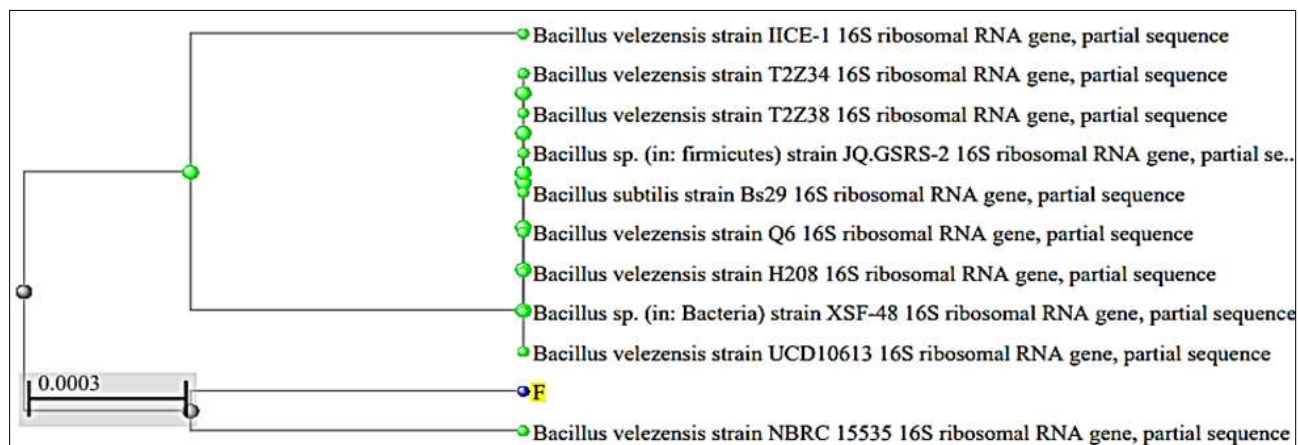 Bacillus velezensis strain IICE-1 16S ribosomal RNA gene, partial sequence
Bacillus velezensis strain T2Z34 16S ribosomal RNA gene, partial sequence
Bacillus velezensis strain T2Z38 16S ribosomal RNA gene, partial sequence
Bacillus sp. (in: firmicutes) strain JQ.GSRS-2 16S ribosomal RNA gene, partial se..
Bacillus subtilis strain Bs29 16S ribosomal RNA gene, partial sequence
Bacillus velezensis strain Q6 16S ribosomal RNA gene, partial sequence
Bacillus velezensis strain H208 16S ribosomal RNA gene, partial sequence
Bacillus sp. (in: Bacteria) strain XSF-48 16S ribosomal RNA gene, partial sequence
Bacillus velezensis strain UCD10613 16S ribosomal RNA gene, partial sequence
0.0003
F
Bacillus velezensis strain NBRC 15535 16S ribosomal RNA gene, partial sequence